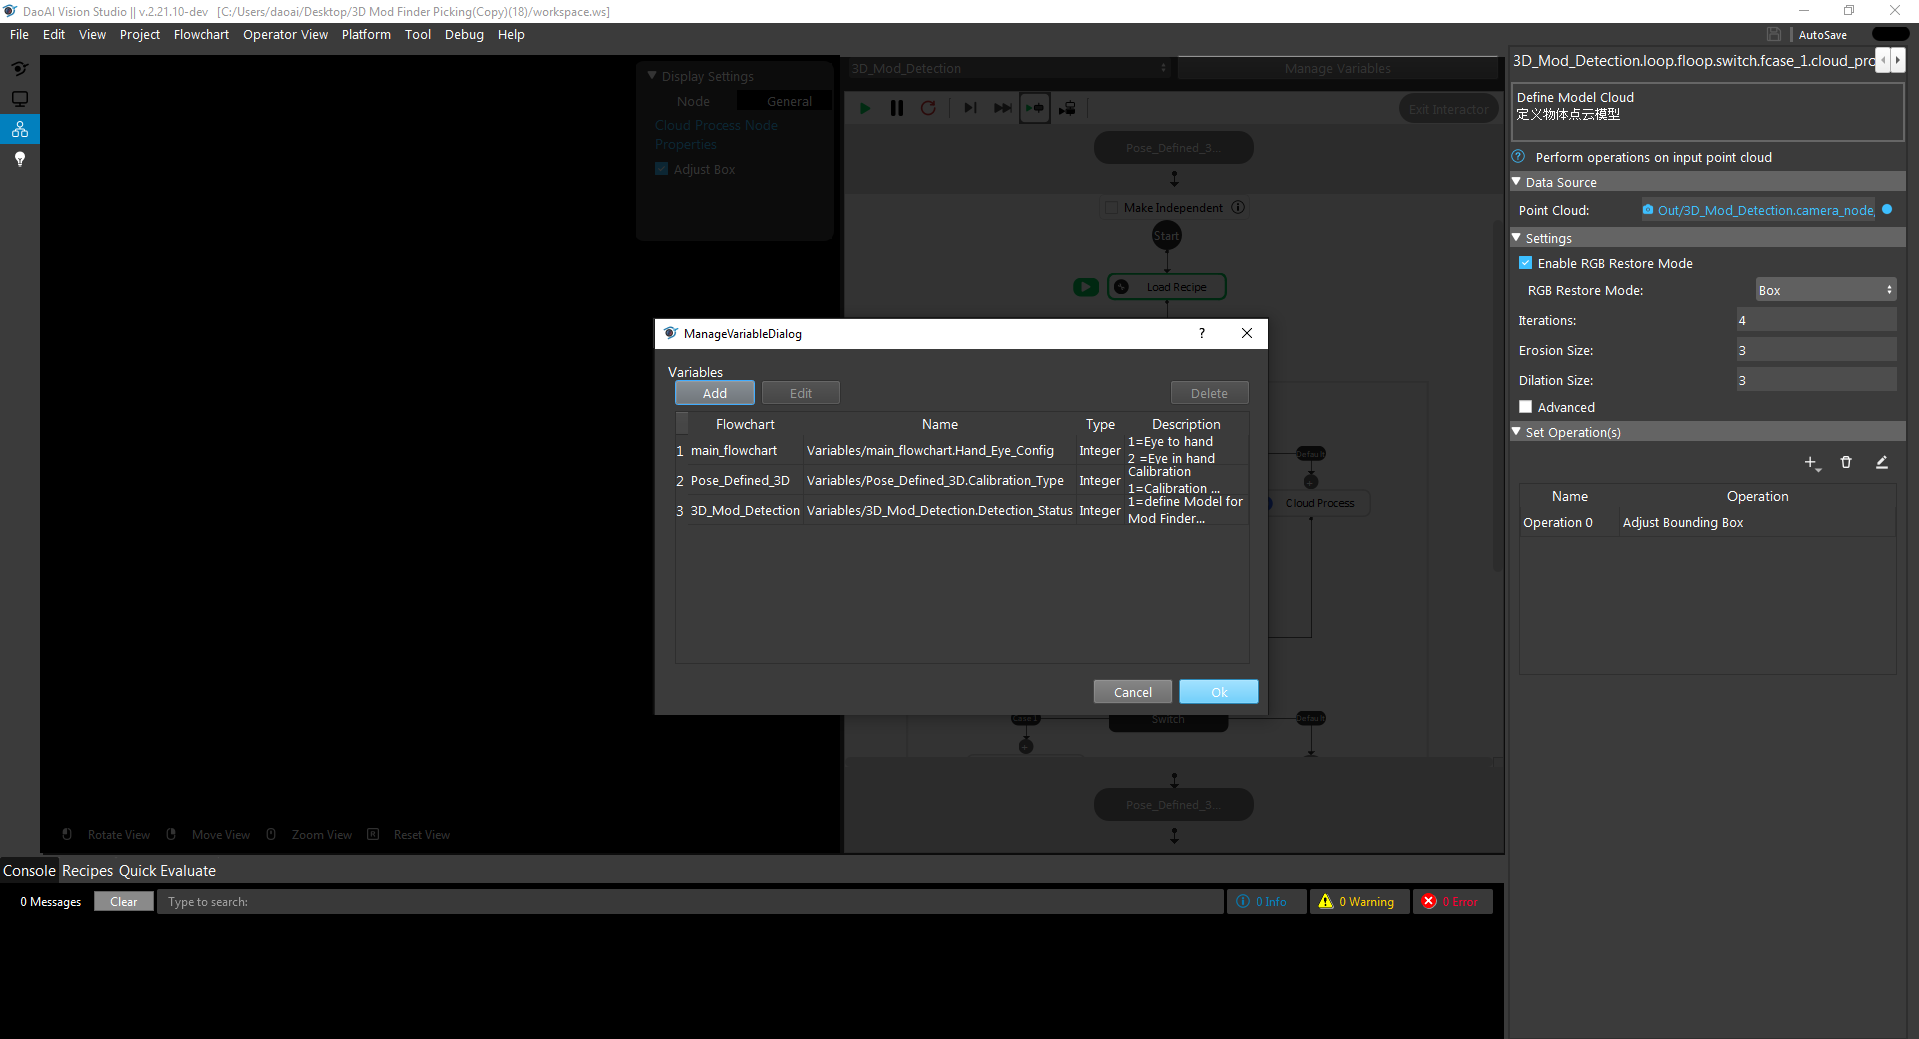 DaoAI Vision Studio || v.2.21.10-dev   [C:/Users/daoai/Desktop/3D Mod Finder Picking(Copy)(18)/workspace.ws]
File Edit View Project Flowchart Operator View Platform Tool Debug Help
AutoSave
Display Settings
Node General
Cloud Process Node
Properties
Adjust Box
Rotate View Move View Zoom View R Reset View
3D_Mod_Detection Manage Variables
Exit Interactor
Pose_Defined_3...
Make Independent
Start
Load Recipe
Default
Cloud Process
Case 1 Switch Default
Pose_Defined_3...
ManageVariableDialog ?
Variables
Add Edit Delete
Flowchart Name Type Description
1 main_flowchart Variables/main_flowchart.Hand_Eye_Config Integer 1=Eye to hand
2 =Eye in hand
2 Pose_Defined_3D Variables/Pose_Defined_3D.Calibration_Type Integer Calibration
1=Calibration ...
3 3D_Mod_Detection Variables/3D_Mod_Detection.Detection_Status Integer 1=define Model for
Mod Finder...
Cancel Ok
3D_Mod_Detection.loop.floop.switch.fcase_1.cloud_pro
Define Model Cloud
定义物体点云模型
? Perform operations on input point cloud
Data Source
Point Cloud: Out/3D_Mod_Detection.camera_node
Settings
Enable RGB Restore Mode
RGB Restore Mode: Box
Iterations: 4
Erosion Size: 3
Dilation Size: 3
Advanced
Set Operation(s)
Name Operation
Operation 0 Adjust Bounding Box
Console Recipes Quick Evaluate
0 Messages Clear Type to search: 0 Info 0 Warning 0 Error